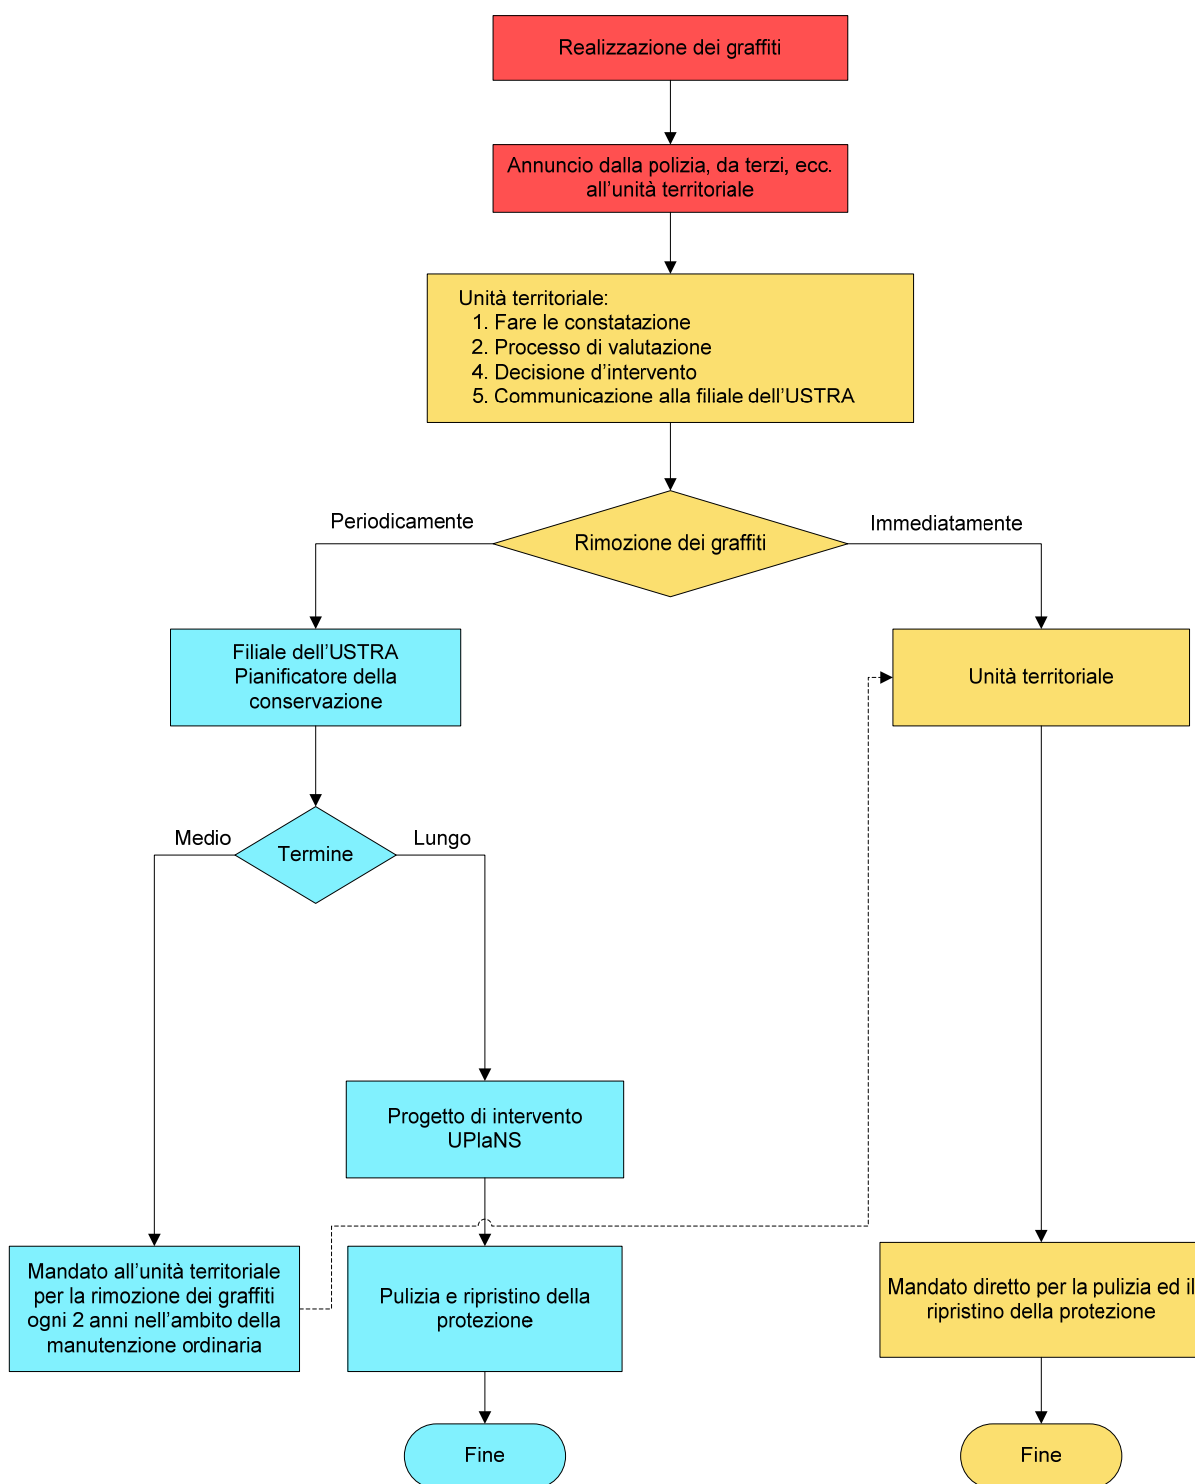 Realizzazione dei graffiti
Annuncio dalla polizia, da terzi, ecc.
all'unità territoriale
Unità territoriale:
1. Fare le constatazione
2. Processo di valutazione
4. Decisione d'intervento
5. Communicazione alla filiale dell'USTRA
Periodicamente
Rimozione dei graffiti
Immediatamente
Filiale dell'USTRA
Pianificatore della
conservazione
Unità territoriale
Medio
Termine
Lungo
Progetto di intervento
UPlaNS
Mandato all'unità territoriale
per la rimozione dei graffiti
ogni 2 anni nell'ambito della
manutenzione ordinaria
Pulizia e ripristino della
protezione
Mandato diretto per la pulizia ed il
ripristino della protezione
Fine
Fine